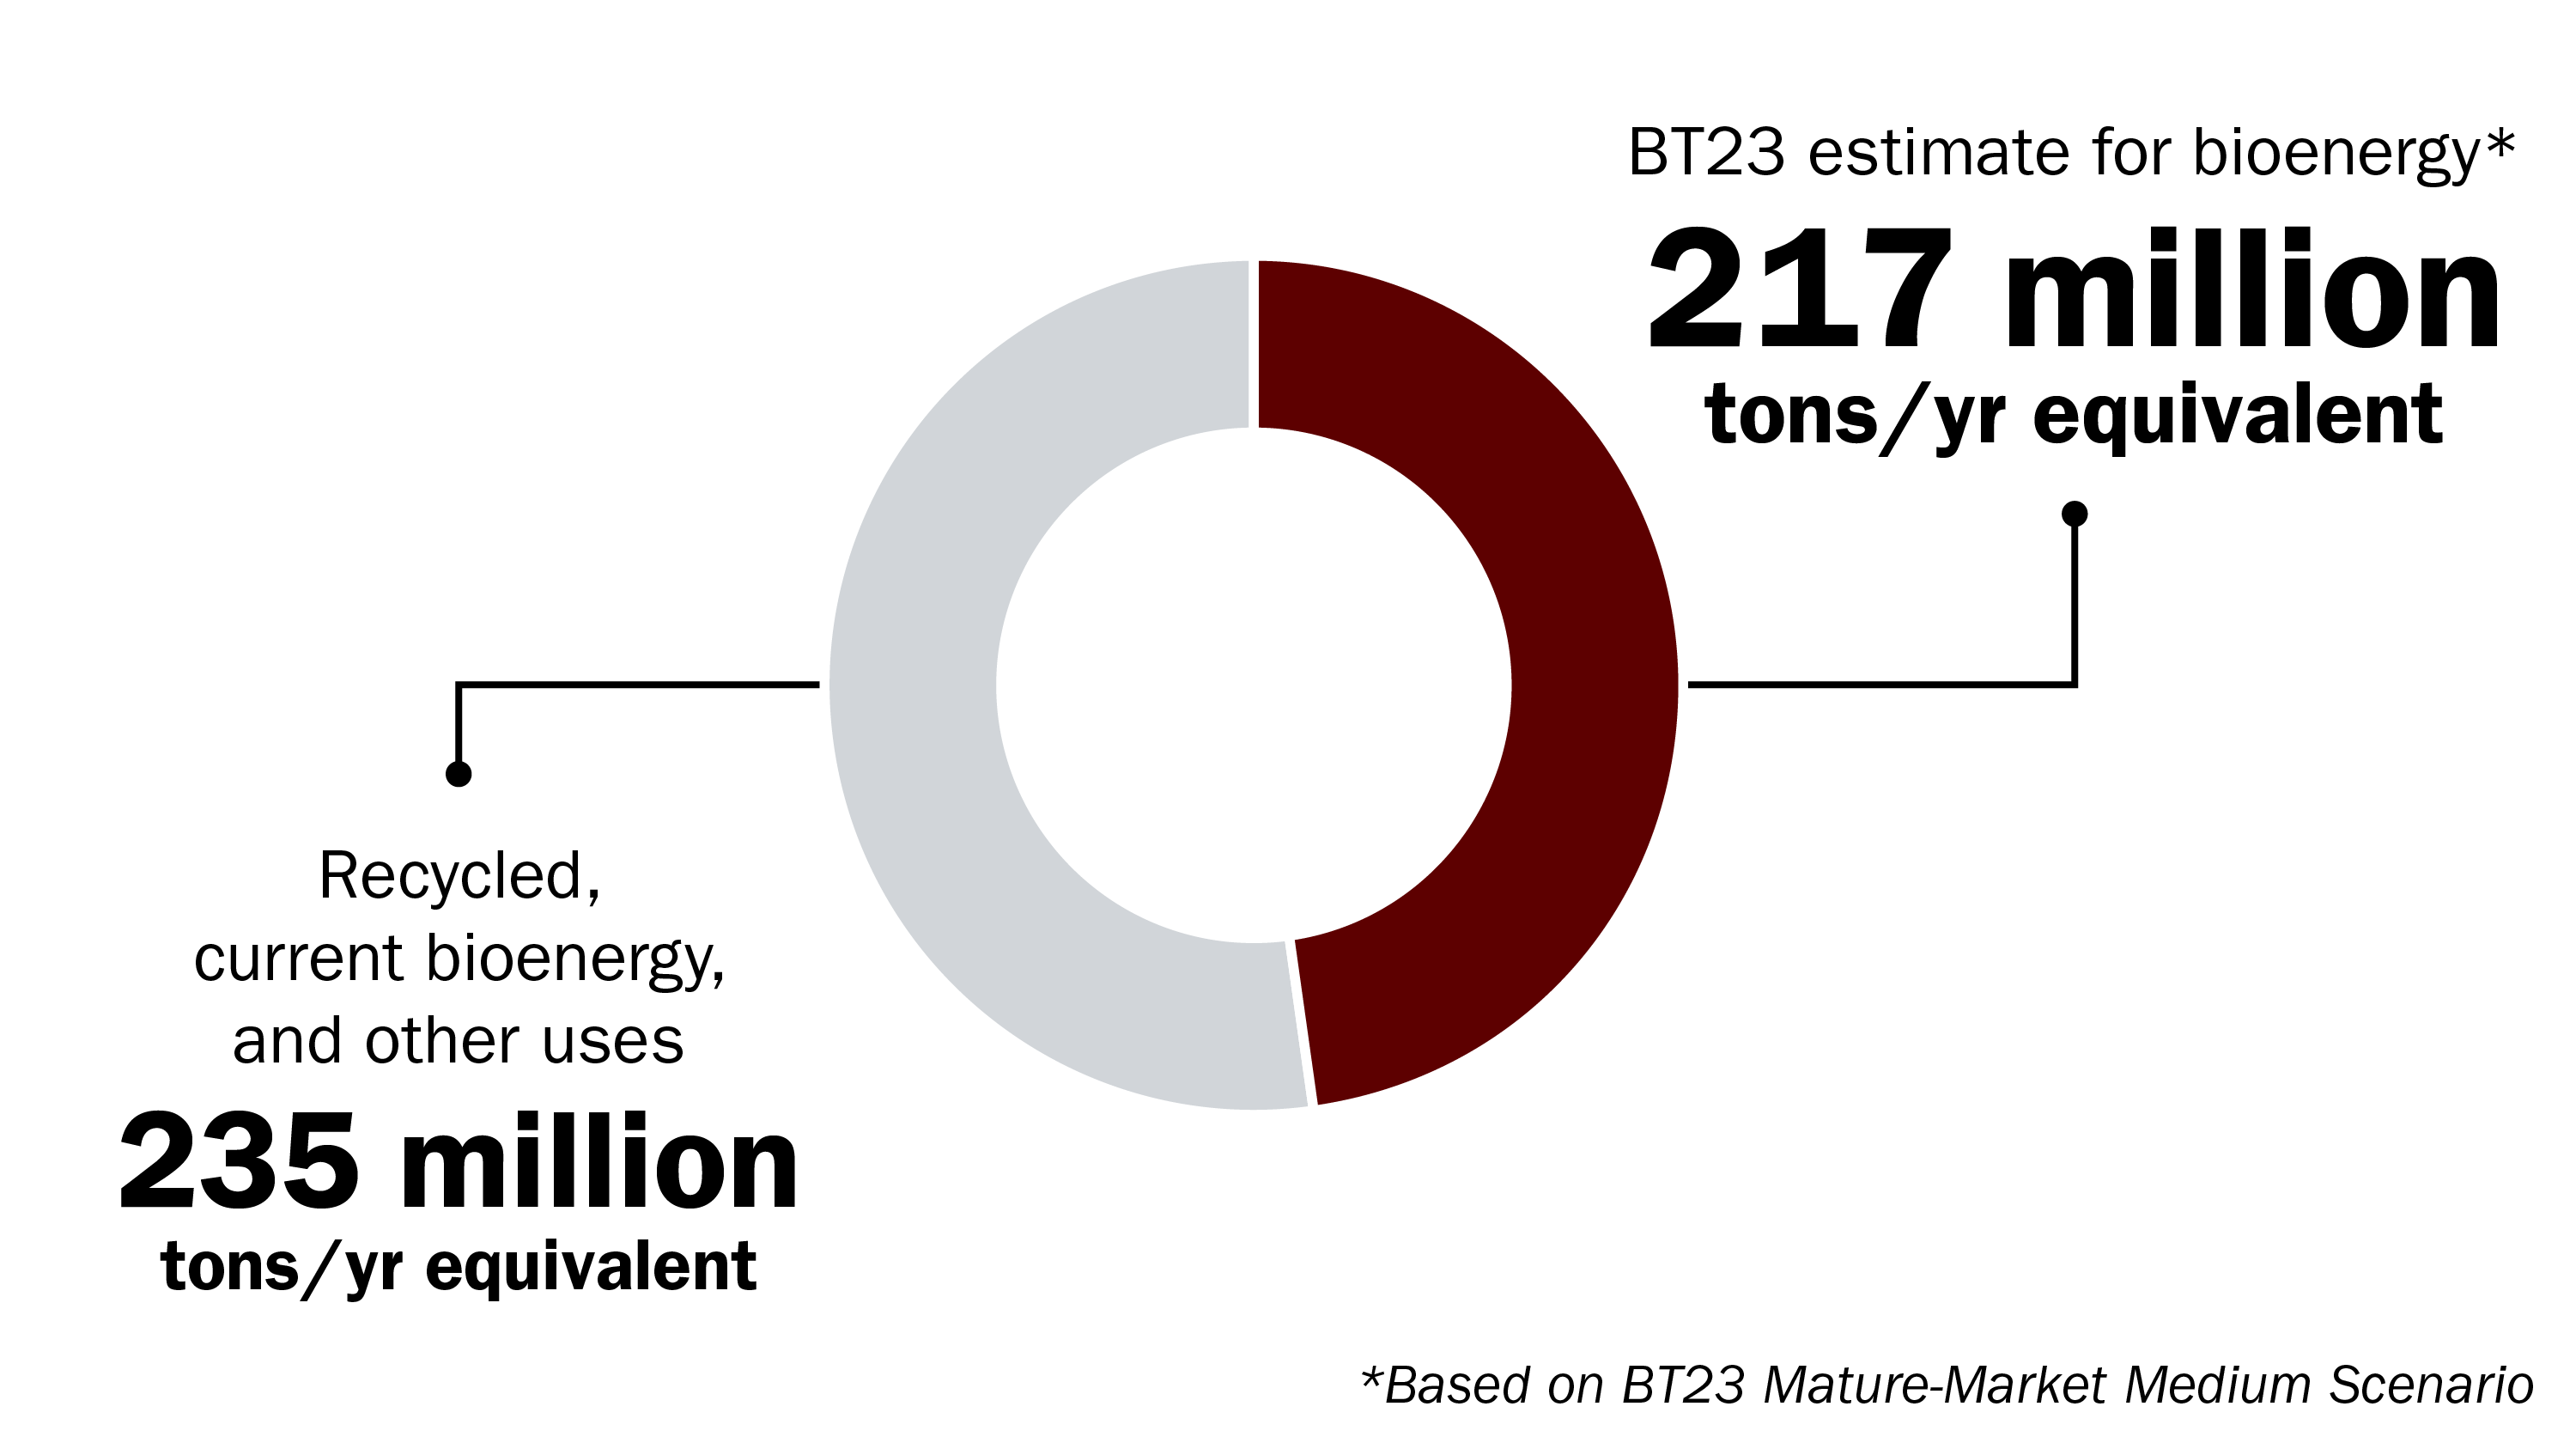 BT23 estimate for bioenergy*
217 million
tons/yr equivalent
Recycled,
current bioenergy,
and other uses
235 million
tons/yr equivalent
*Based on BT23 Mature-Market Medium Scenario